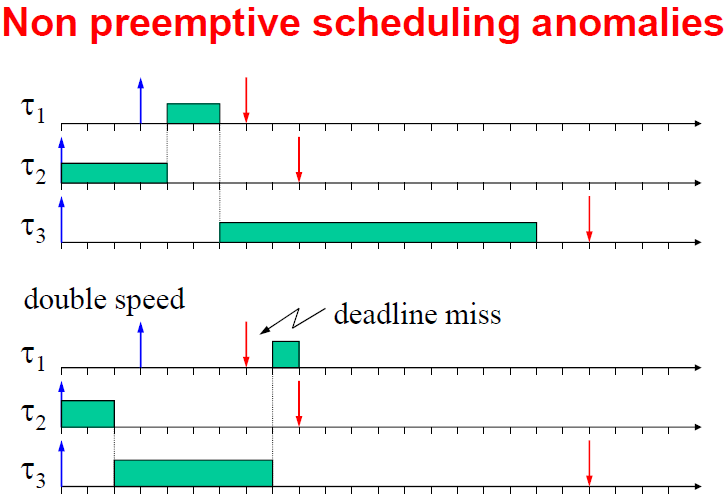 Non preemptive scheduling anomalies
τ1
τ2
τ3
double speed
deadline miss
τ1
τ2
τ3